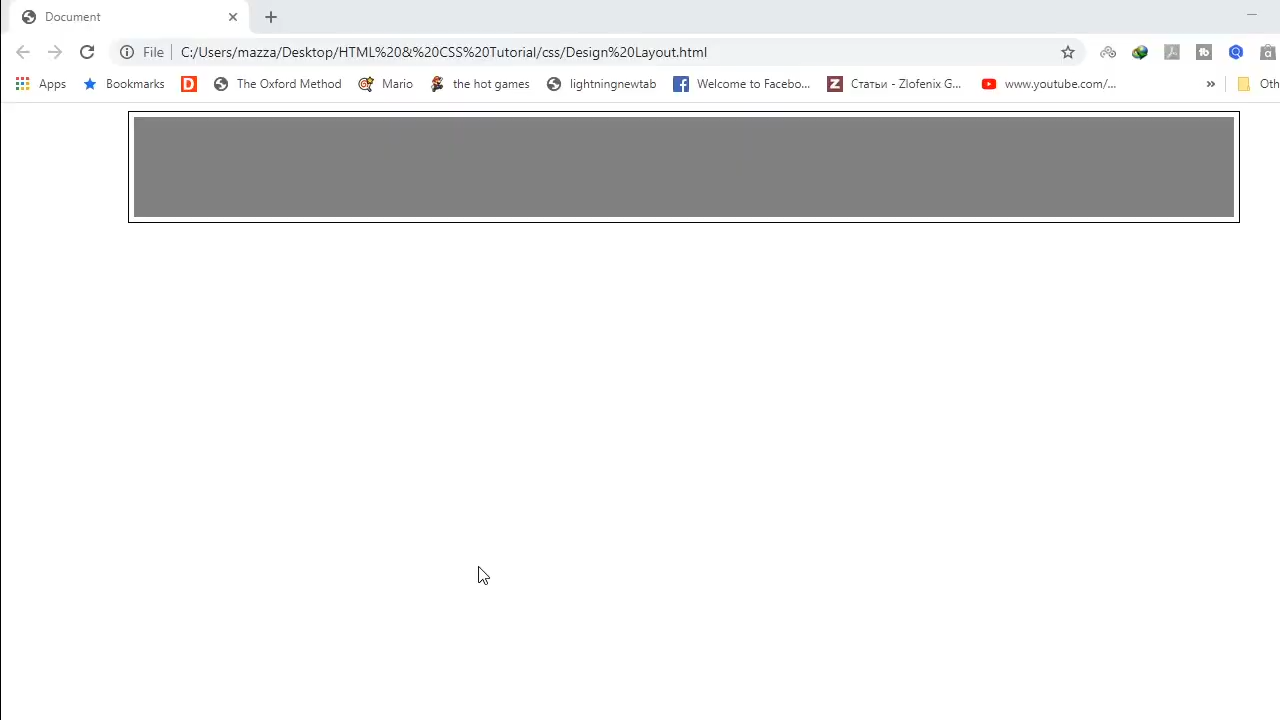 Document
File C:/Users/mazza/Desktop/HTML%20&%20CSS%20Tutorial/css/Design%20Layout.html
Apps Bookmarks D The Oxford Method Mario the hot games lightningnewtab Welcome to Facebo... Z Статьи - Zlofenix G... www.youtube.com/... » Oth